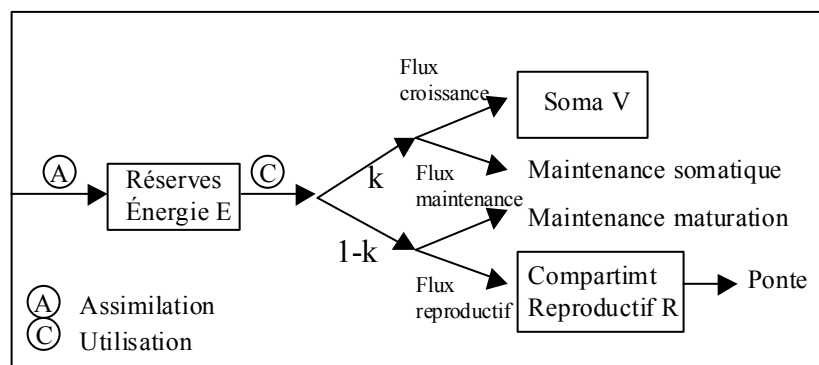 Flux
croissance
Soma V
A
Réserves
Énergie E
C
k
Flux
maintenance
Maintenance somatique
1-k
Maintenance maturation
Flux
reproductif
Compartimt
Reproductif R
Ponte
A Assimilation
C Utilisation